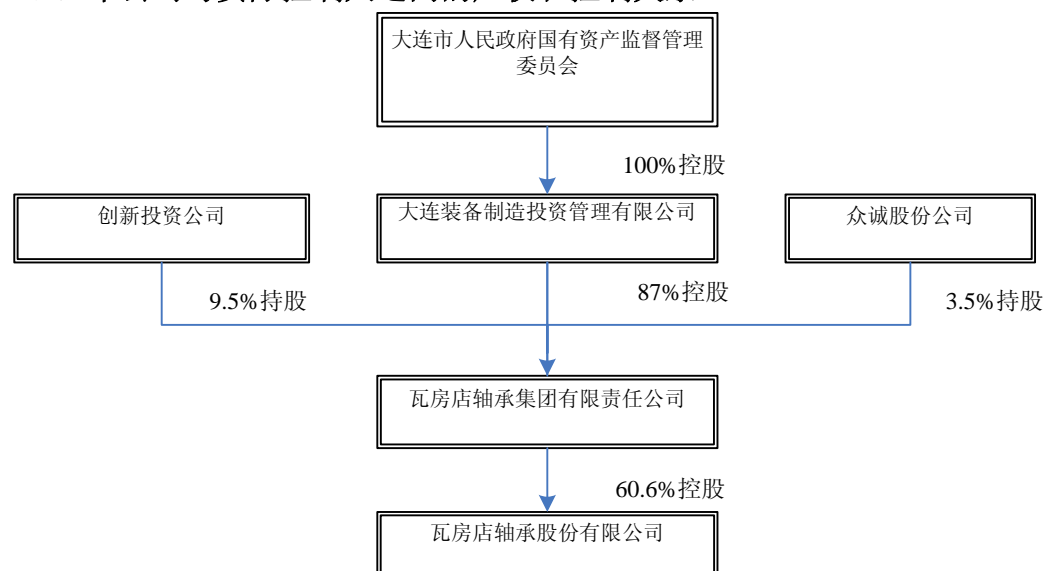 大连市人民政府国有资产监督管理
委员会
100%控股
创新投资公司
大连装备制造投资管理有限公司
众诚股份公司
9.5%持股
87%控股
3.5%持股
瓦房店轴承集团有限责任公司
60.6%控股
瓦房店轴承股份有限公司